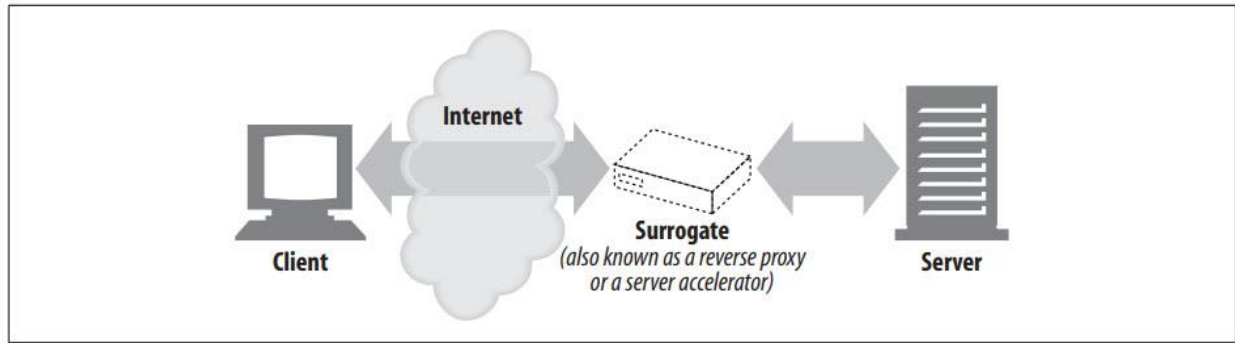 Internet
Client
Surrogate
(also known as a reverse proxy
or a server accelerator)
Server